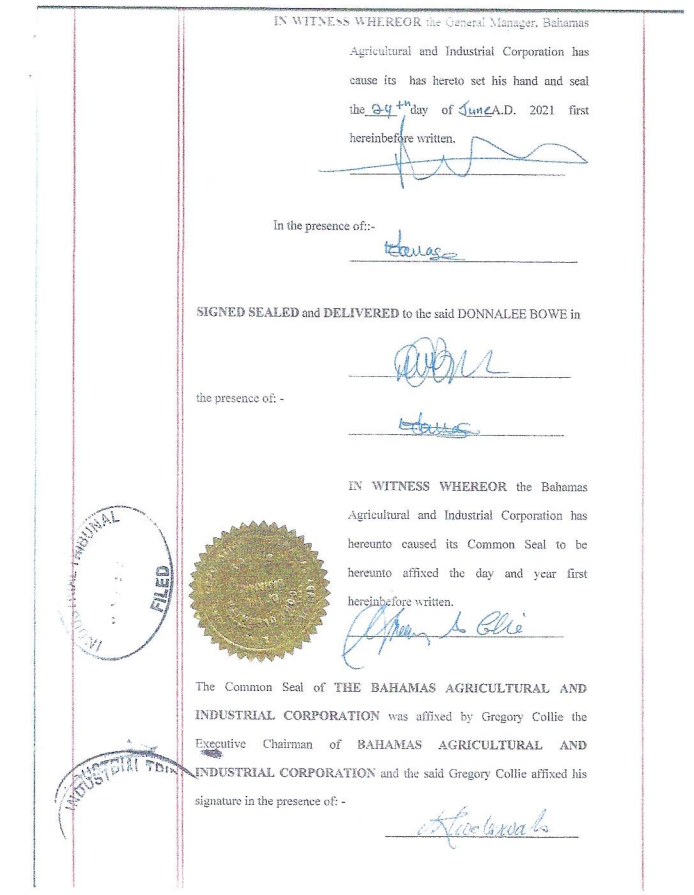 IN WITNESS WHEREOR the General Manager, Bahamas
Agricultural and Industrial Corporation has
cause its has hereto set his hand and seal
the 24th day of June A.D. 2021 first
hereinbefore written.
In the presence of::-
SIGNED SEALED and DELIVERED to the said DONNALEE BOWE in
the presence of: -
IN WITNESS WHEREOR the Bahamas
Agricultural and Industrial Corporation has
hereunto caused its Common Seal to be
hereunto affixed the day and year first
hereinbefore written.
INDUSTRIAL TRIBUNAL
FILED
The Common Seal of THE BAHAMAS AGRICULTURAL AND
INDUSTRIAL CORPORATION was affixed by Gregory Collie the
Executive Chairman of BAHAMAS AGRICULTURAL AND
INDUSTRIAL CORPORATION and the said Gregory Collie affixed his
signature in the presence of: -
INDUSTRIAL TRIB